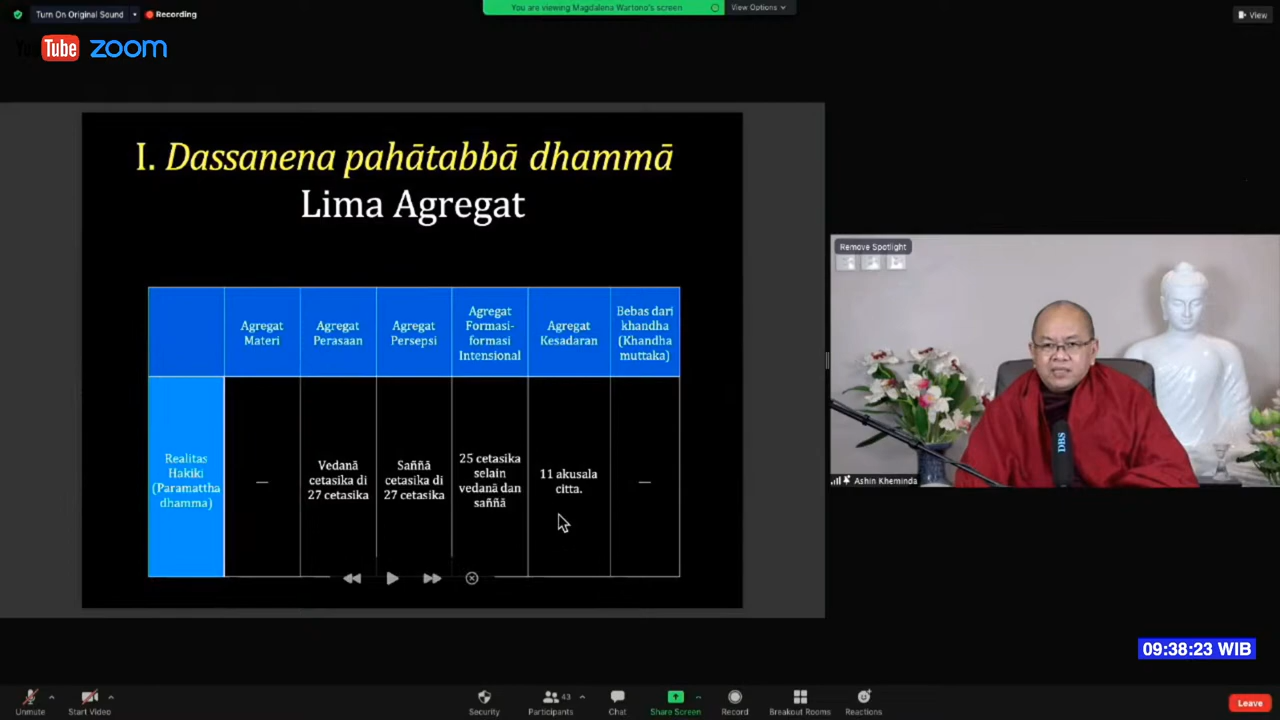 Turn On Original Sound
Recording
You are viewing Magdalena Wartono's screen
View Options
View
YouTube zoom
I. Dassanena pahātabbā dhammā
Lima Agregat
Agregat
Materi
Agregat
Perasaan
Agregat
Persepsi
Agregat
Formasi-
formasi
Intensional
Agregat
Kesadaran
Bebas dari
khandha
(Khandha
muttaka)
Realitas
Hakiki
(Paramattha
dhamma)
—
Vedanā
cetasika di
27 cetasika
Saññā
cetasika di
27 cetasika
25 cetasika
selain
vedanā dan
saññā
11 akusala
citta.
—
Remove Spotlight
DBS
Ashin Kheminda
09:38:23 WIB
Unmute
Start Video
Security
Participants
43
Chat
Share Screen
Record
Breakout Rooms
Reactions
Leave